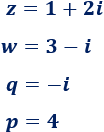 z = 1 + 2i
w = 3 − i
q = −i
p = 4